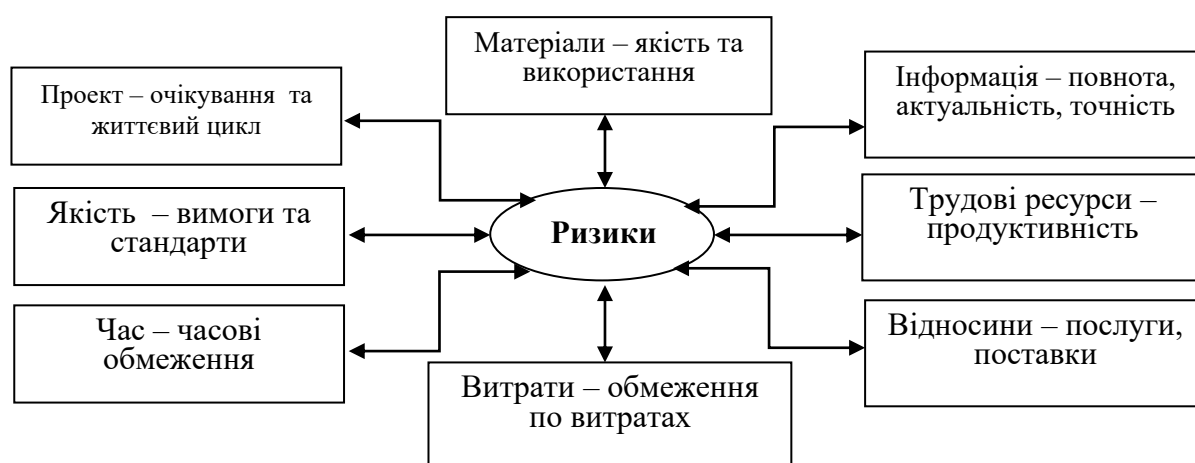 Матеріали – якість та
використання
Проект – очікування та
життєвий цикл
Інформація – повнота,
актуальність, точність
Якість – вимоги та
стандарти
Ризики
Трудові ресурси –
продуктивність
Час – часові
обмеження
Відносини – послуги,
поставки
Витрати – обмеження
по витратах